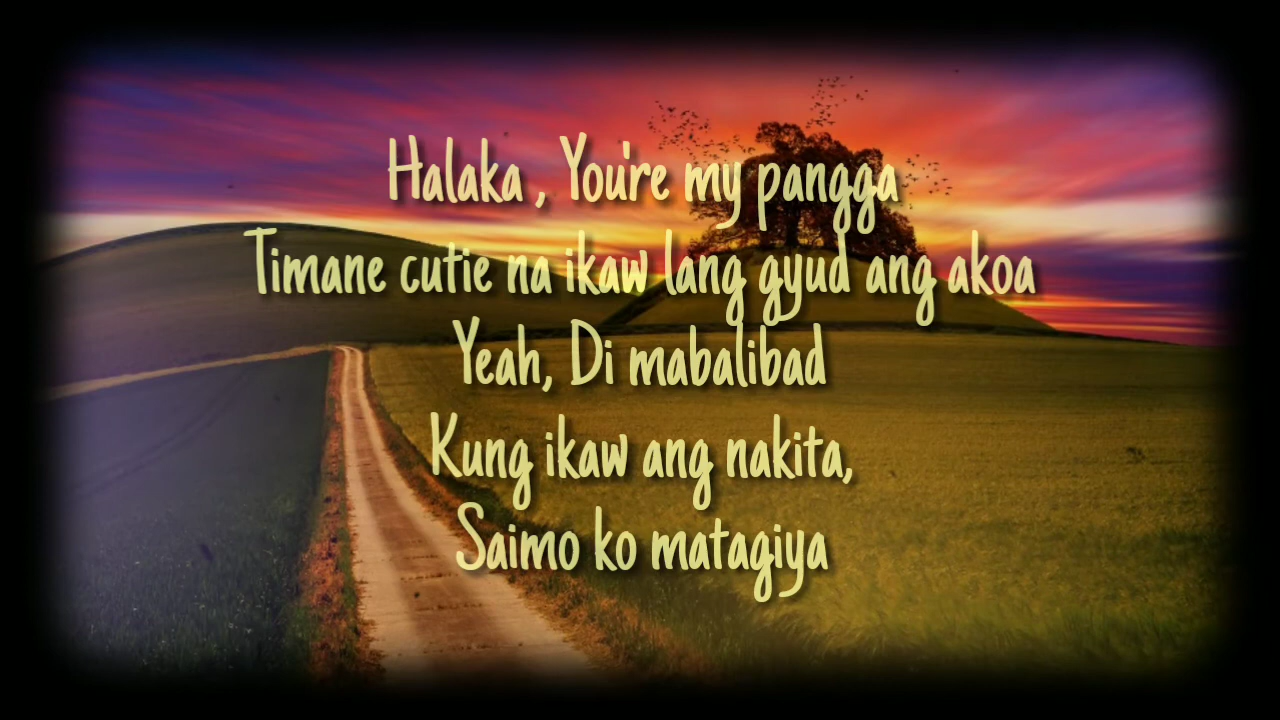 Halaka , You're my pangga
Timane cutie na ikaw lang gyud ang akoa
Yeah, Di mabalibad
Kung ikaw ang nakita,
Saimo ko matagiya